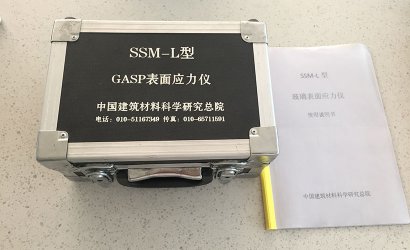 SSM-L型
GASP表面应力仪
中国建筑材料科学研究总院
电话：010-51167349 传真：010-65711591
SSM-L 型
玻璃表面应力仪
使用说明书
中国建筑材料科学研究总院